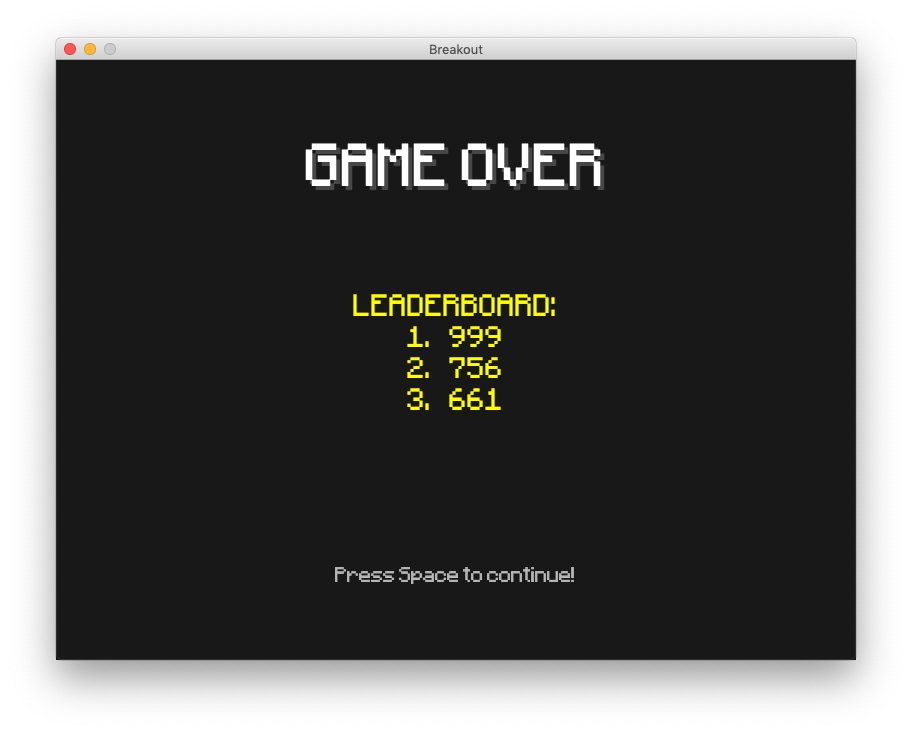 Breakout
GAME OVER
LEADERBOARD:
1. 999
2. 756
3. 661
Press Space to continue!